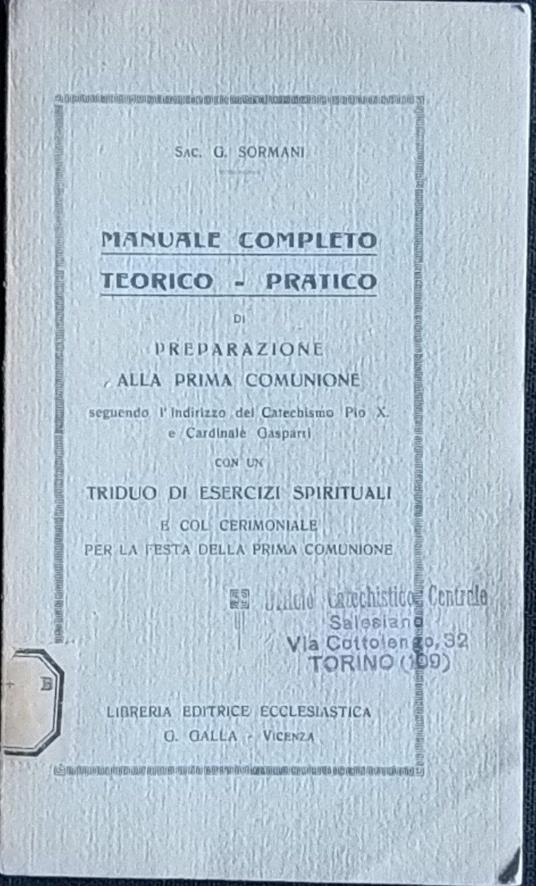 SAC. G. SORMANI
MANUALE COMPLETO
TEORICO - PRATICO
DI
PREPARAZIONE
ALLA PRIMA COMUNIONE
seguendo l'Indirizzo del Catechismo Pio X.
e Cardinale Gasparri
CON UN
TRIDUO DI ESERCIZI SPIRITUALI
E COL CERIMONIALE
PER LA FESTA DELLA PRIMA COMUNIONE
Ufficio Catechistico Centrale
Salesiano
Via Cottolengo, 32
TORINO (109)
B
LIBRERIA EDITRICE ECCLESIASTICA
G. GALLA - VICENZA